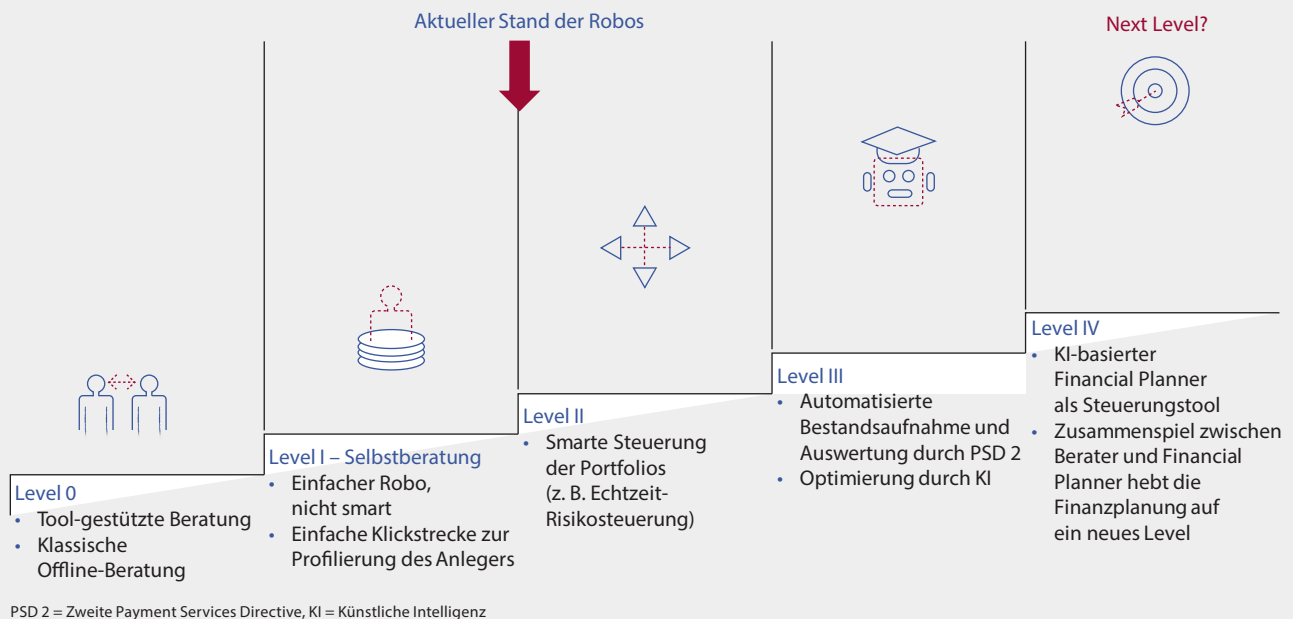 Aktueller Stand der Robos
Next Level?
Level 0
• Tool-gestützte Beratung
• Klassische
Offline-Beratung
Level I – Selbstberatung
• Einfacher Robo,
nicht smart
• Einfache Klickstrecke zur
Profilierung des Anlegers
Level II
• Smarte Steuerung
der Portfolios
(z. B. Echtzeit-
Risikosteuerung)
Level III
• Automatisierte
Bestandsaufnahme und
Auswertung durch PSD 2
• Optimierung durch KI
Level IV
• KI-basierter
Financial Planner
als Steuerungstool
• Zusammenspiel zwischen
Berater und Financial
Planner hebt die
Finanzplanung auf
ein neues Level
PSD 2 = Zweite Payment Services Directive, KI = Künstliche Intelligenz